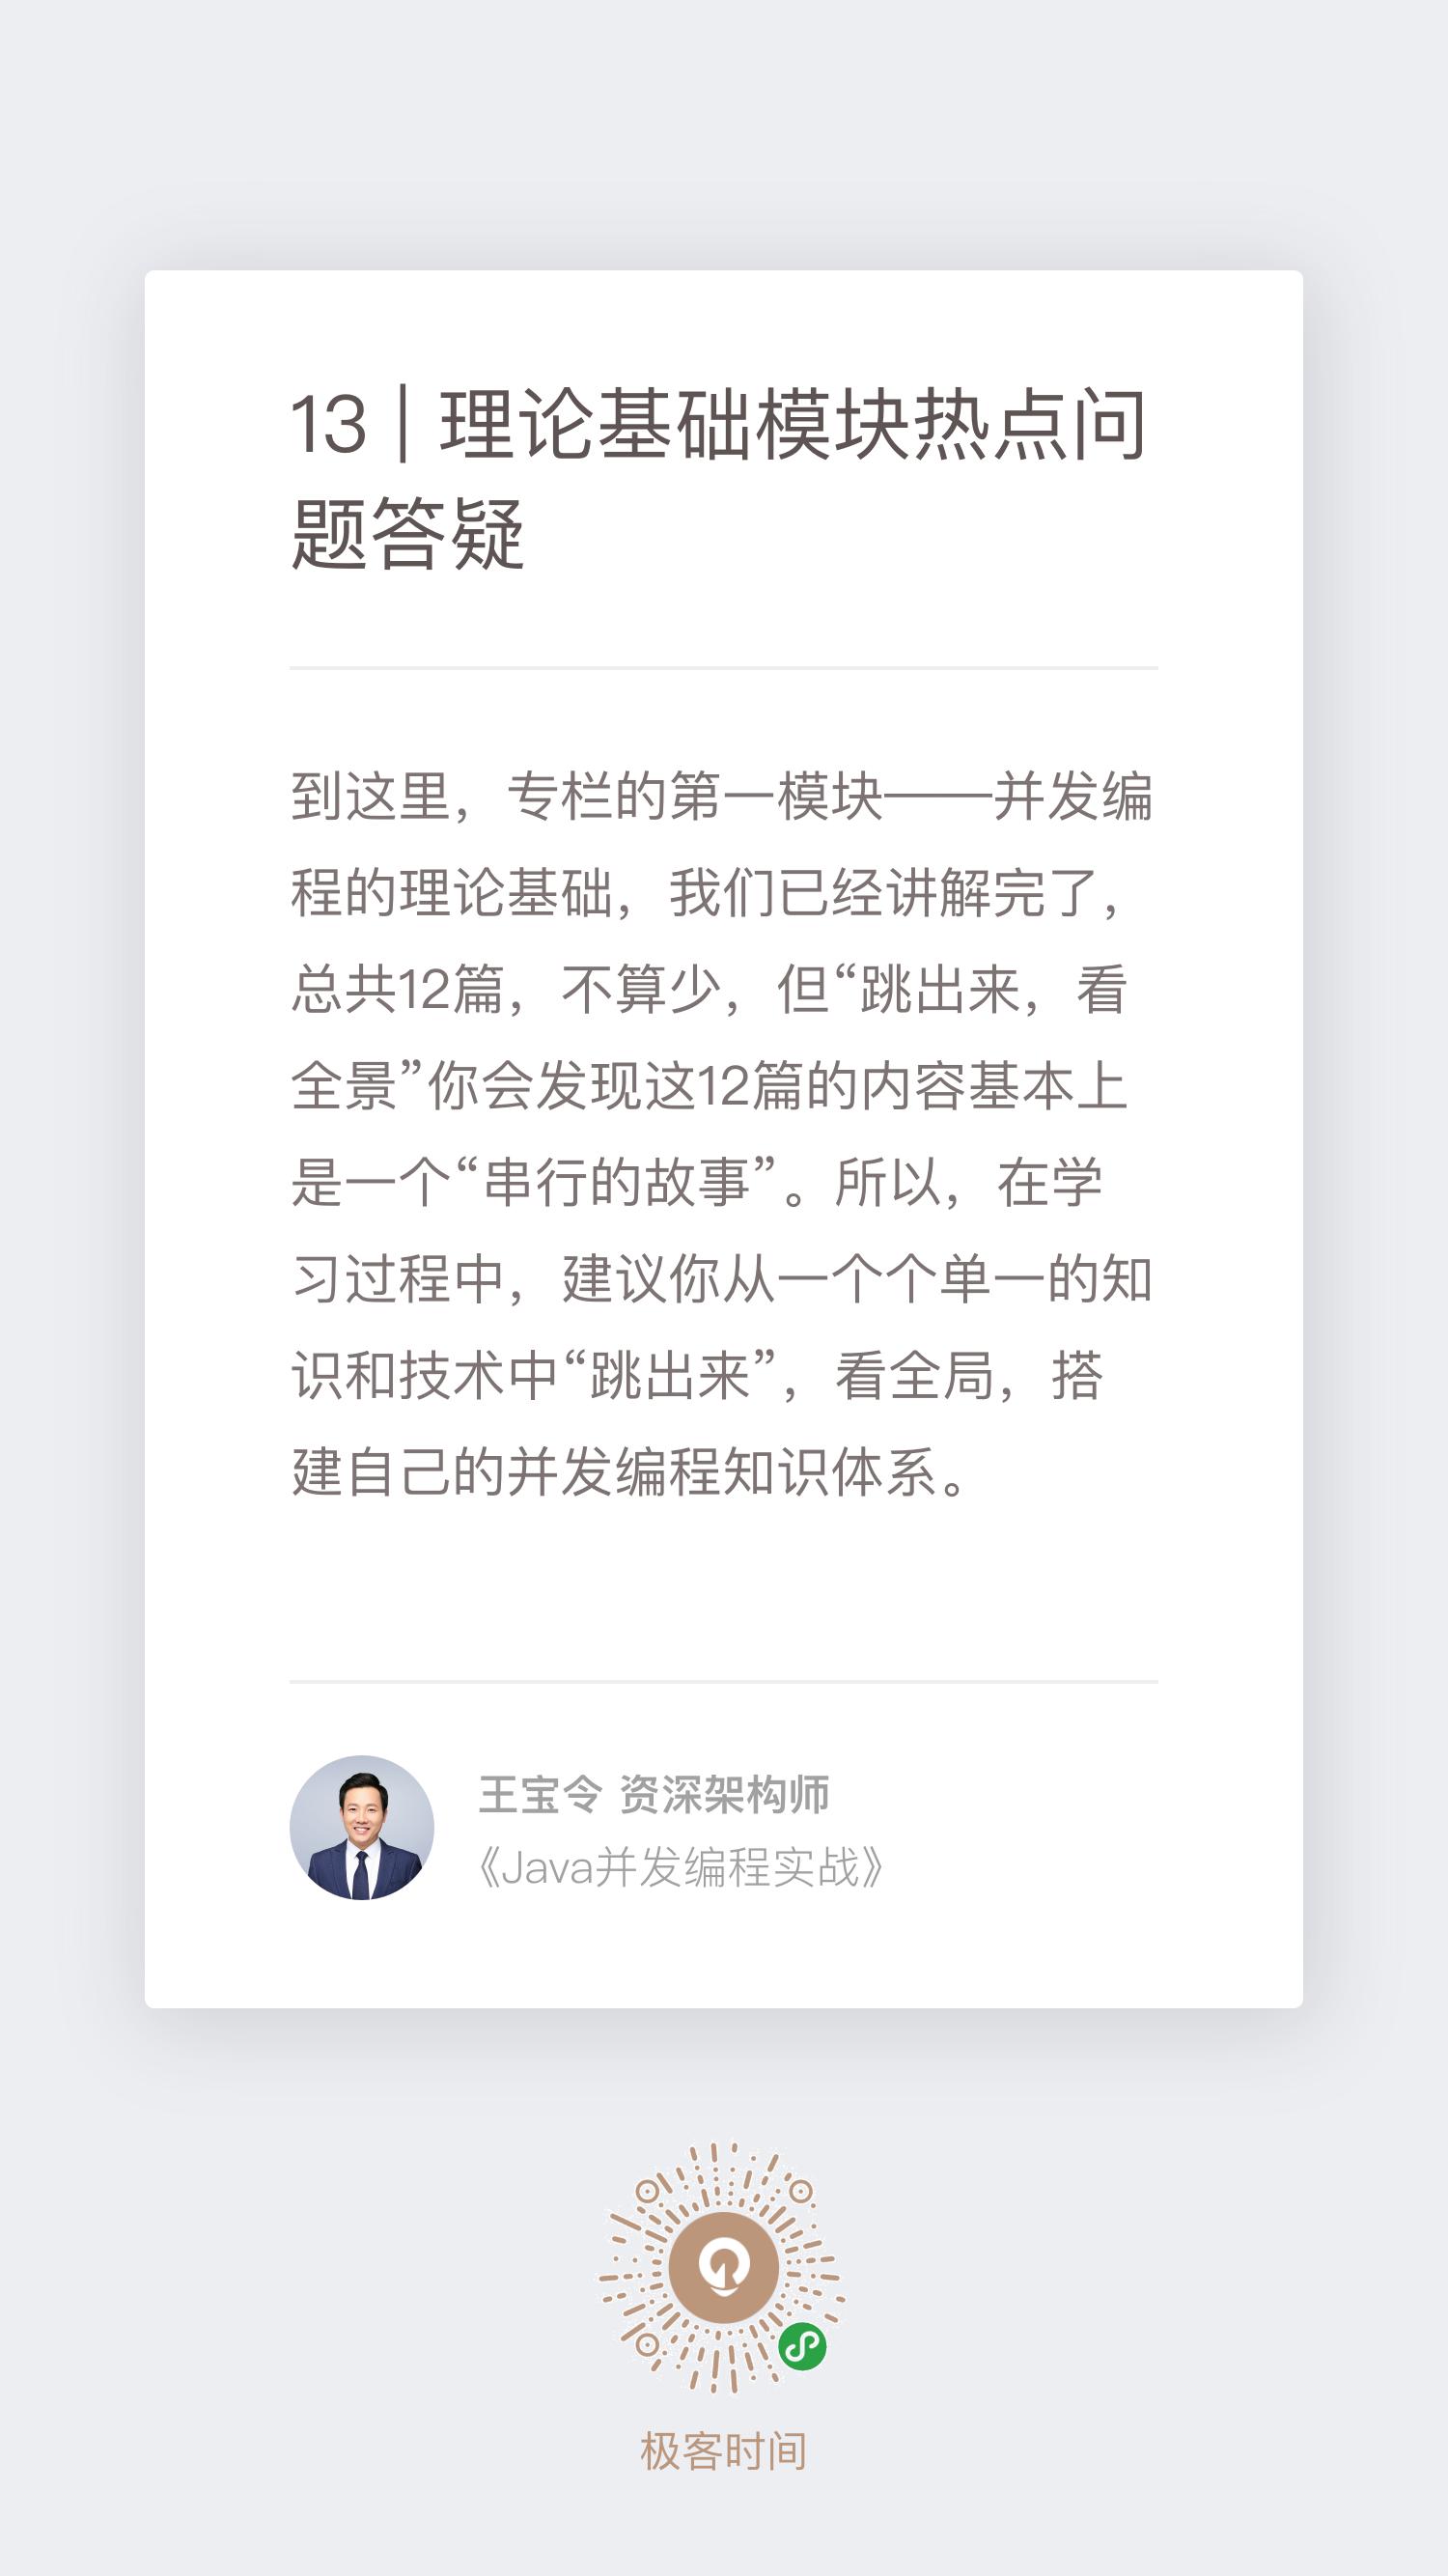 13 | 理论基础模块热点问
题答疑
到这里，专栏的第一模块——并发编
程的理论基础，我们已经讲解完了，
总共12篇，不算少，但“跳出来，看
全景”你会发现这12篇的内容基本上
是一个“串行的故事”。所以，在学
习过程中，建议你从一个个单一的知
识和技术中“跳出来”，看全局，搭
建自己的并发编程知识体系。
王宝令 资深架构师
《Java并发编程实战》
极客时间